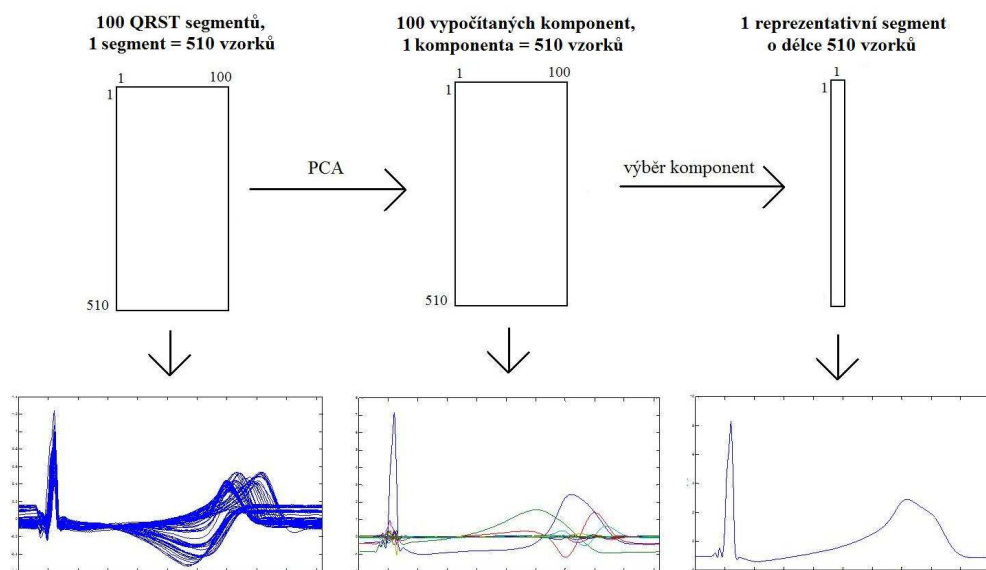 100 QRST segmentů,
1 segment = 510 vzorků
100 vypočítaných komponent,
1 komponenta = 510 vzorků
1 reprezentativní segment
o délce 510 vzorků
1 100
1
510
PCA
1 100
1
510
výběr komponent
1
1